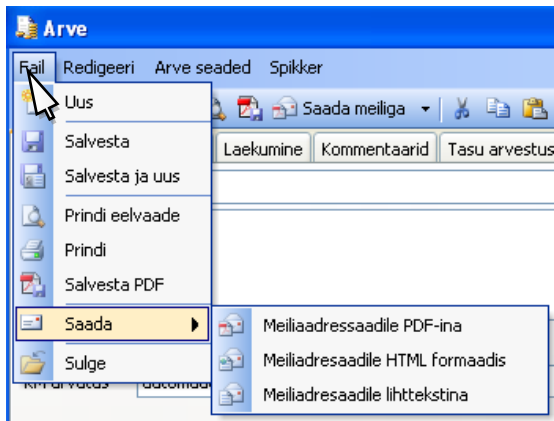 Arve
Fail Redigeeri Arve seaded Spikker
Uus
Saada meiliga
Salvesta
Laekumine Kommentaarid Tasu arvestus
Salvesta ja uus
Prindi eelvaade
Prindi
Salvesta PDF
Saada
Meiliaadressaadile PDF-ina
Meiliadresaadile HTML formaadis
Meiliadresaadile lihttekstina
Sulge